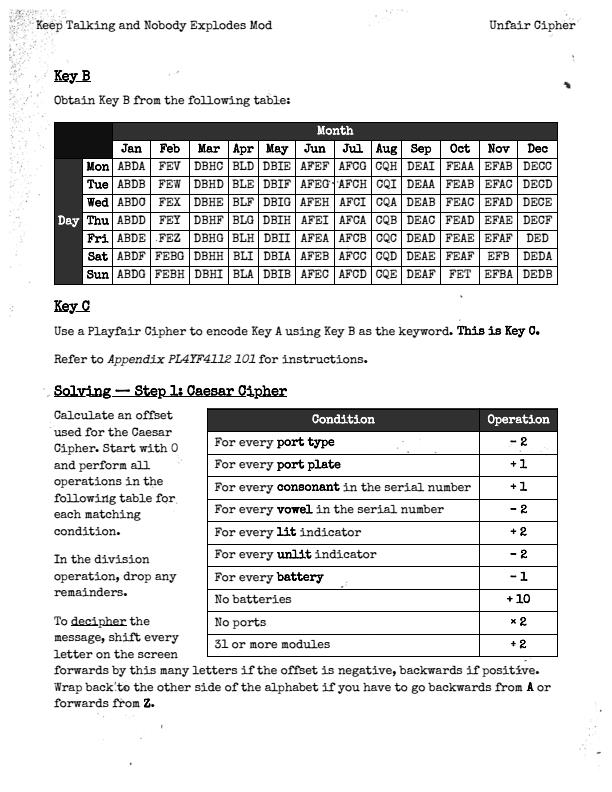 Keep Talking and Nobody Explodes Mod Unfair Cipher
Key B
Obtain Key B from the following table:
Month
Jan Feb Mar Apr May Jun Jul Aug Sep Oct Nov Dec
Mon ABDA FEV DBHC BLD DBIE AFEF AFCG CQH DEAI FEAA EFAB DECC
Tue ABDB FEW DBHD BLE DBIF AFEG AFCH CQI DEAA FEAB EFAC DECD
Wed ABDC FEX DBHE BLF DBIG AFEH AFCI CQA DEAB FEAC EFAD DECE
Day Thu ABDD FEY DBHF BLG DBIH AFEI AFCA CQB DEAC FEAD EFAE DECF
Fri ABDE FEZ DBHG BLH DBII AFEA AFCB CQC DEAD FEAE EFAF DED
Sat ABDF FEBG DBHH BLI DBIA AFEB AFCC CQD DEAE FEAF EFB DEDA
Sun ABDG FEBH DBHI BLA DBIB AFEC AFCD CQE DEAF FET EFBA DEDB
Key C
Use a Playfair Cipher to encode Key A using Key B as the keyword. This is Key C.
Refer to Appendix PL4YF4112 101 for instructions.
Solving — Step 1: Caesar Cipher
Calculate an offset
used for the Caesar
Cipher. Start with 0
and perform all
operations in the
following table for
each matching
condition.
In the division
operation, drop any
remainders.
To decipher the
message, shift every
letter on the screen
forwards by this many letters if the offset is negative, backwards if positive.
Wrap back to the other side of the alphabet if you have to go backwards from A or
forwards from Z.
Condition Operation
For every port type − 2
For every port plate + 1
For every consonant in the serial number + 1
For every vowel in the serial number − 2
For every lit indicator + 2
For every unlit indicator − 2
For every battery − 1
No batteries + 10
No ports × 2
31 or more modules ÷ 2